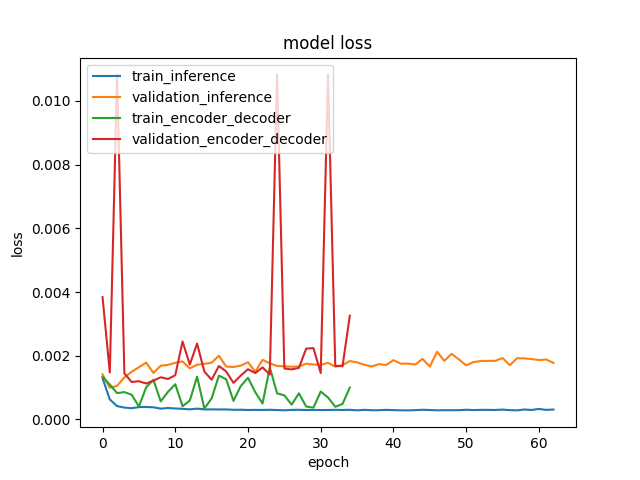 model loss
train_inference
validation_inference
train_encoder_decoder
validation_encoder_decoder
0.010
0.008
0.006
0.004
0.002
0.000
loss
0 10 20 30 40 50 60
epoch